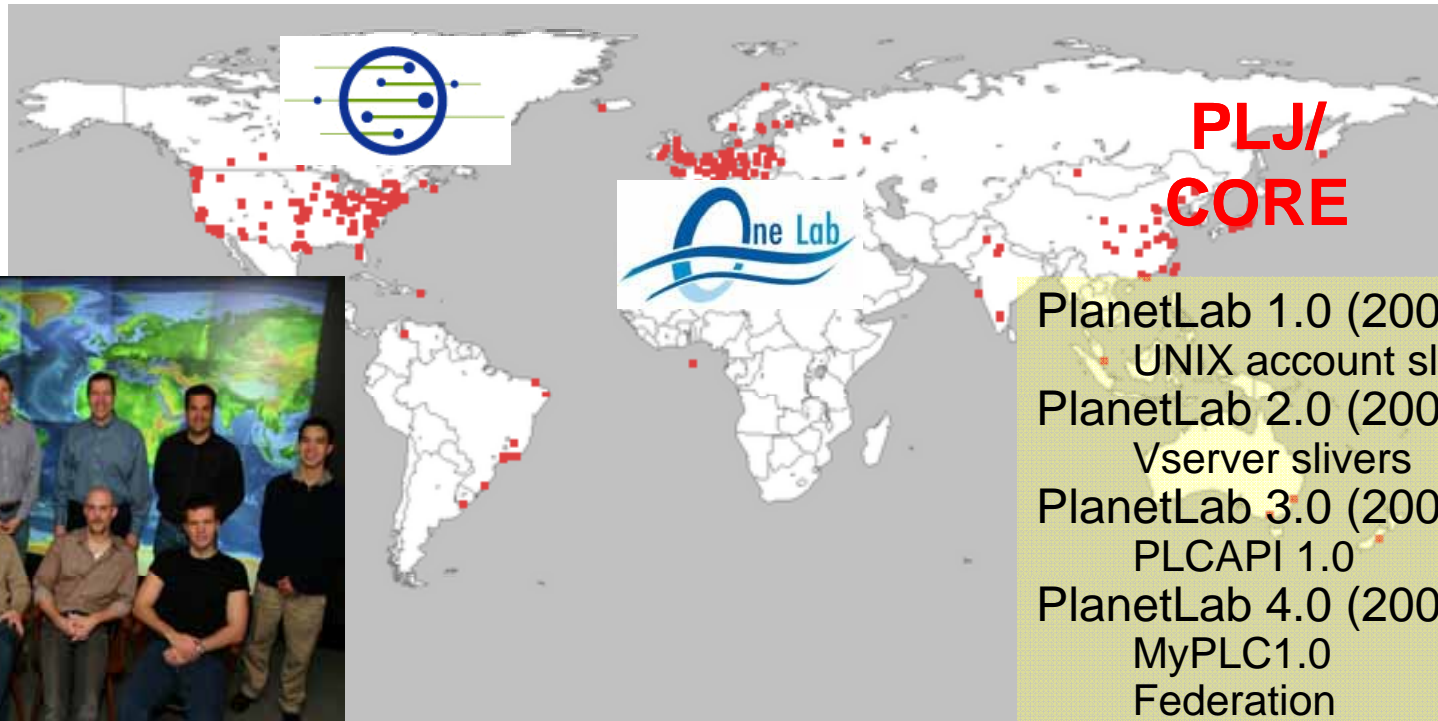 PLJ/
CORE
One Lab
PlanetLab 1.0 (200
UNIX account sl
PlanetLab 2.0 (200
Vserver slivers
PlanetLab 3.0 (200
PLCAPI 1.0
PlanetLab 4.0 (200
MyPLC1.0
Federation